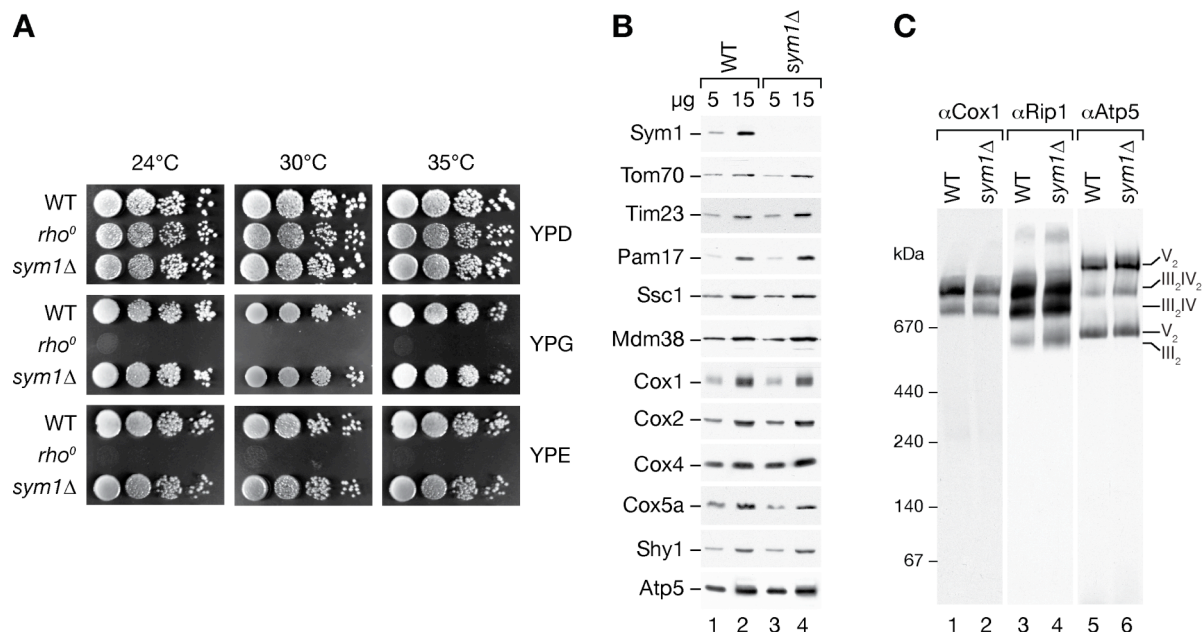 A
24°C 30°C 35°C
WT
rho⁰
sym1Δ
YPD
WT
rho⁰
sym1Δ
YPG
WT
rho⁰
sym1Δ
YPE
B
WT sym1Δ
µg 5 15 5 15
Sym1
Tom70
Tim23
Pam17
Ssc1
Mdm38
Cox1
Cox2
Cox4
Cox5a
Shy1
Atp5
1 2 3 4
C
αCox1 αRip1 αAtp5
WT sym1Δ WT sym1Δ WT sym1Δ
kDa
670
440
240
140
67
V₂
III₂IV₂
III₂IV
V₂
III₂
1 2 3 4 5 6